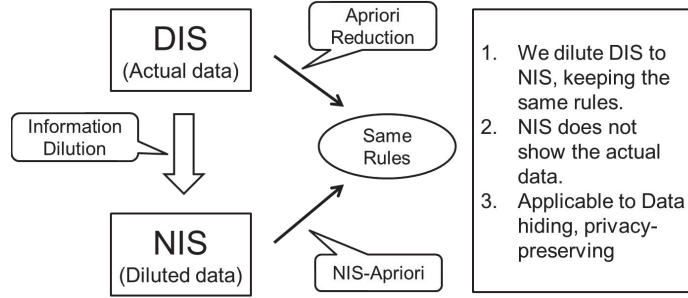 DIS
(Actual data)
Apriori
Reduction
Information
Dilution
Same
Rules
NIS
(Diluted data)
NIS-Apriori
1. We dilute DIS to
NIS, keeping the
same rules.
2. NIS does not
show the actual
data.
3. Applicable to Data
hiding, privacy-
preserving